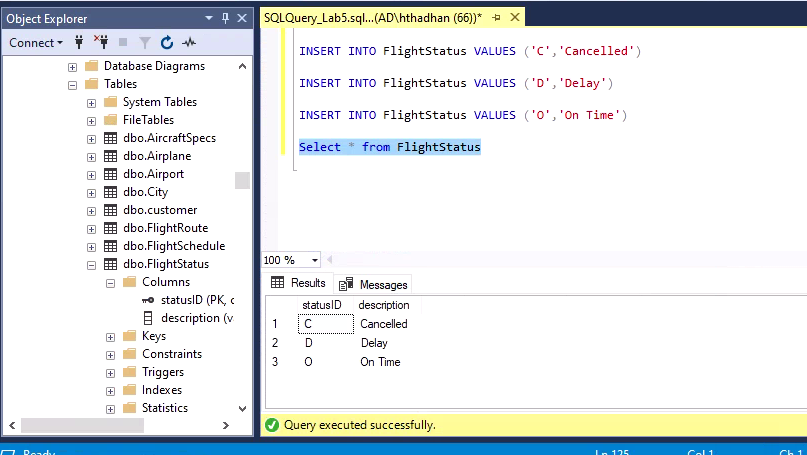 Object Explorer
Connect
Database Diagrams
Tables
System Tables
FileTables
dbo.AircraftSpecs
dbo.Airplane
dbo.Airport
dbo.City
dbo.customer
dbo.FlightRoute
dbo.FlightSchedule
dbo.FlightStatus
Columns
statusID (PK, c
description (v
Keys
Constraints
Triggers
Indexes
Statistics
SQLQuery_Lab5.sql...(AD\hthadhan (66))*
INSERT INTO FlightStatus VALUES ('C','Cancelled')
INSERT INTO FlightStatus VALUES ('D','Delay')
INSERT INTO FlightStatus VALUES ('O','On Time')
Select * from FlightStatus
100 %
Results Messages
statusID description
1 C Cancelled
2 D Delay
3 O On Time
Query executed successfully.
Ready Ln 125 Col 1 Ch 1